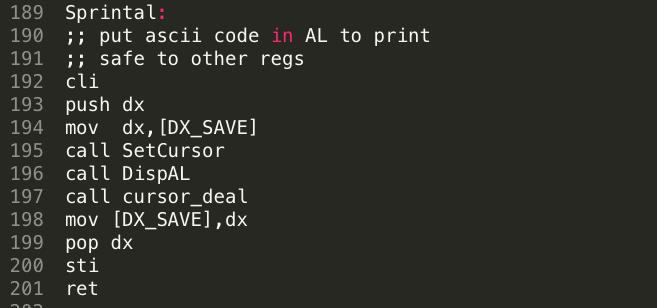 189 Sprintal:
190 ;; put ascii code in AL to print
191 ;; safe to other regs
192 cli
193 push dx
194 mov  dx,[DX_SAVE]
195 call SetCursor
196 call DispAL
197 call cursor_deal
198 mov [DX_SAVE],dx
199 pop dx
200 sti
201 ret